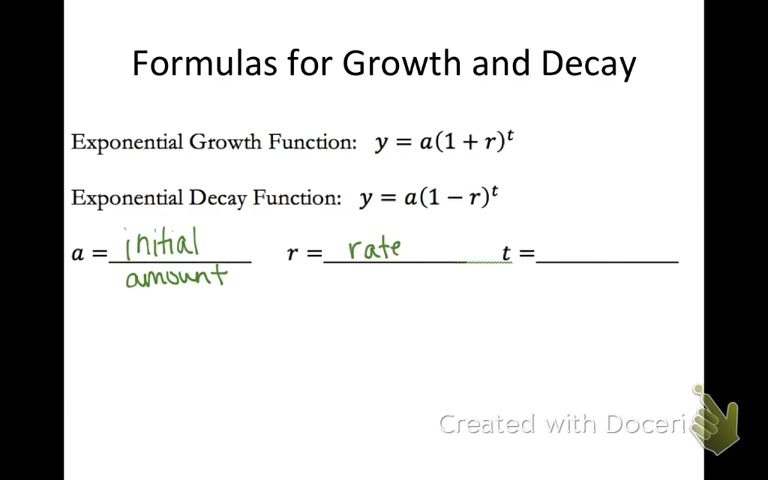 Formulas for Growth and Decay
Exponential Growth Function: y = a(1 + r)^t
Exponential Decay Function: y = a(1 − r)^t
a = initial amount r = rate t =
Created with Doceri